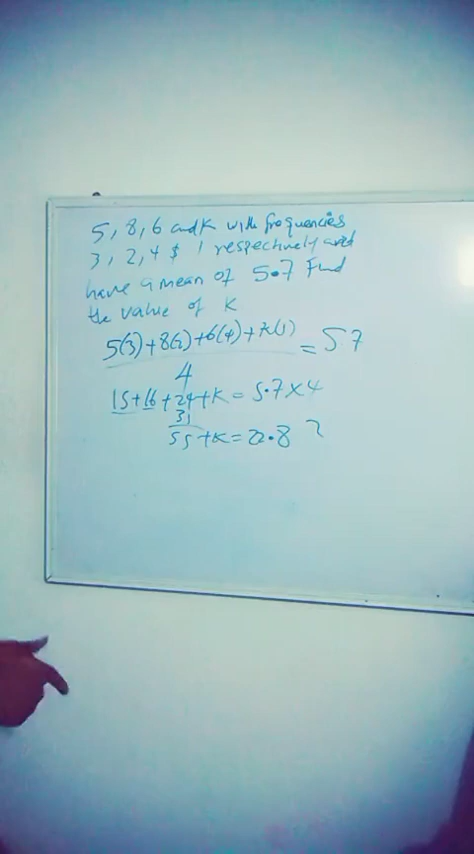 5, 8, 6 and K with frequencies
3, 2, 4 $ 1 respectively and
have a mean of 5.7 Find
the value of K
5(3)+8(2)+6(4)+K(1) = 5.7
4
15+16+24+K = 5.7×4
31
55+K = 22.8 ?